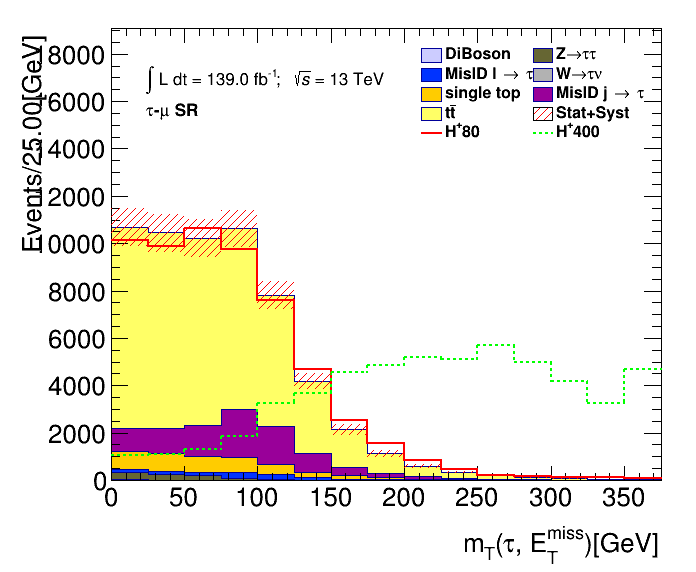 Events/25.00[GeV]
∫ L dt = 139.0 fb⁻¹; √s = 13 TeV
τ-μ SR
DiBoson
Z→ττ
MisID l → τ
W→τν
single top
MisID j → τ
tt̄
Stat+Syst
H⁺80
H⁺400
8000
6000
4000
2000
10000
8000
6000
4000
2000
0
0 50 100 150 200 250 300 350
m_T(τ, E_T^miss)[GeV]